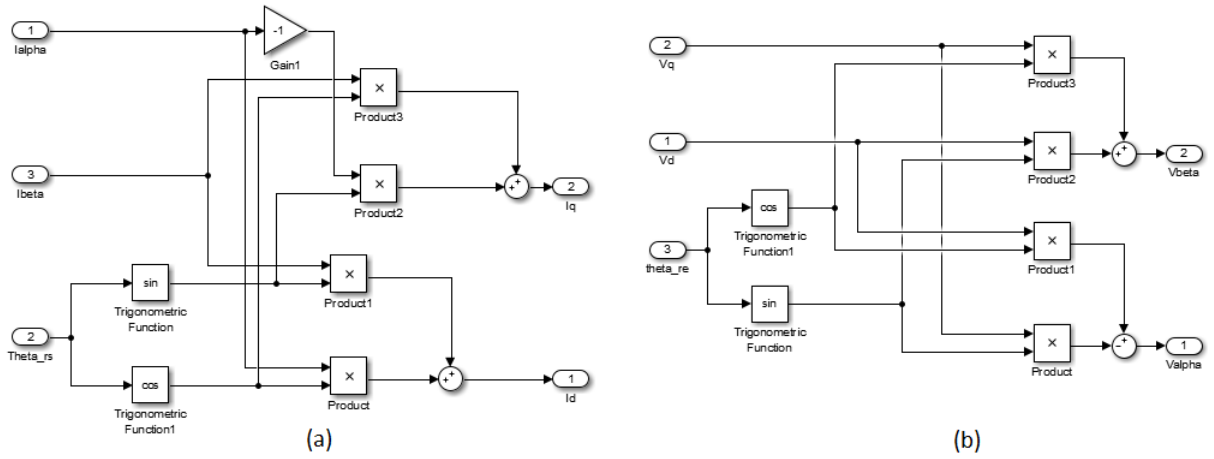 1
Ialpha
-1
Gain1
×
Product3
3
Ibeta
×
Product2
+
+
2
Iq
sin
Trigonometric
Function
×
Product1
2
Theta_rs
cos
Trigonometric
Function1
×
Product
+
+
1
Id
(a)
2
Vq
×
Product3
1
Vd
×
Product2
+
+
2
Vbeta
cos
Trigonometric
Function1
×
Product1
3
theta_re
sin
Trigonometric
Function
×
Product
−
+
1
Valpha
(b)